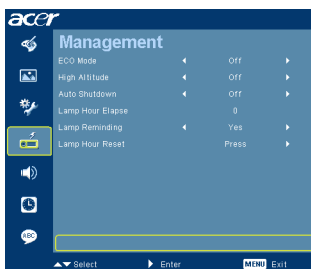 acer
Management
ECO Mode Off
High Altitude Off
Auto Shutdown Off
Lamp Hour Elapse 0
Lamp Reminding Yes
Lamp Hour Reset Press
ABC
Select Enter MENU Exit